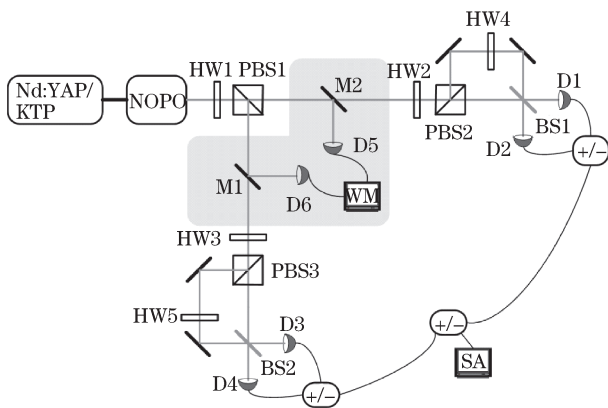 HW4
HW1 PBS1
HW2
D1
Nd:YAP/
KTP
NOPO
M2
PBS2
BS1
D2
D5
+/−
M1
D6
WM
HW3
PBS3
HW5
D3
BS2
D4
+/−
SA
+/−